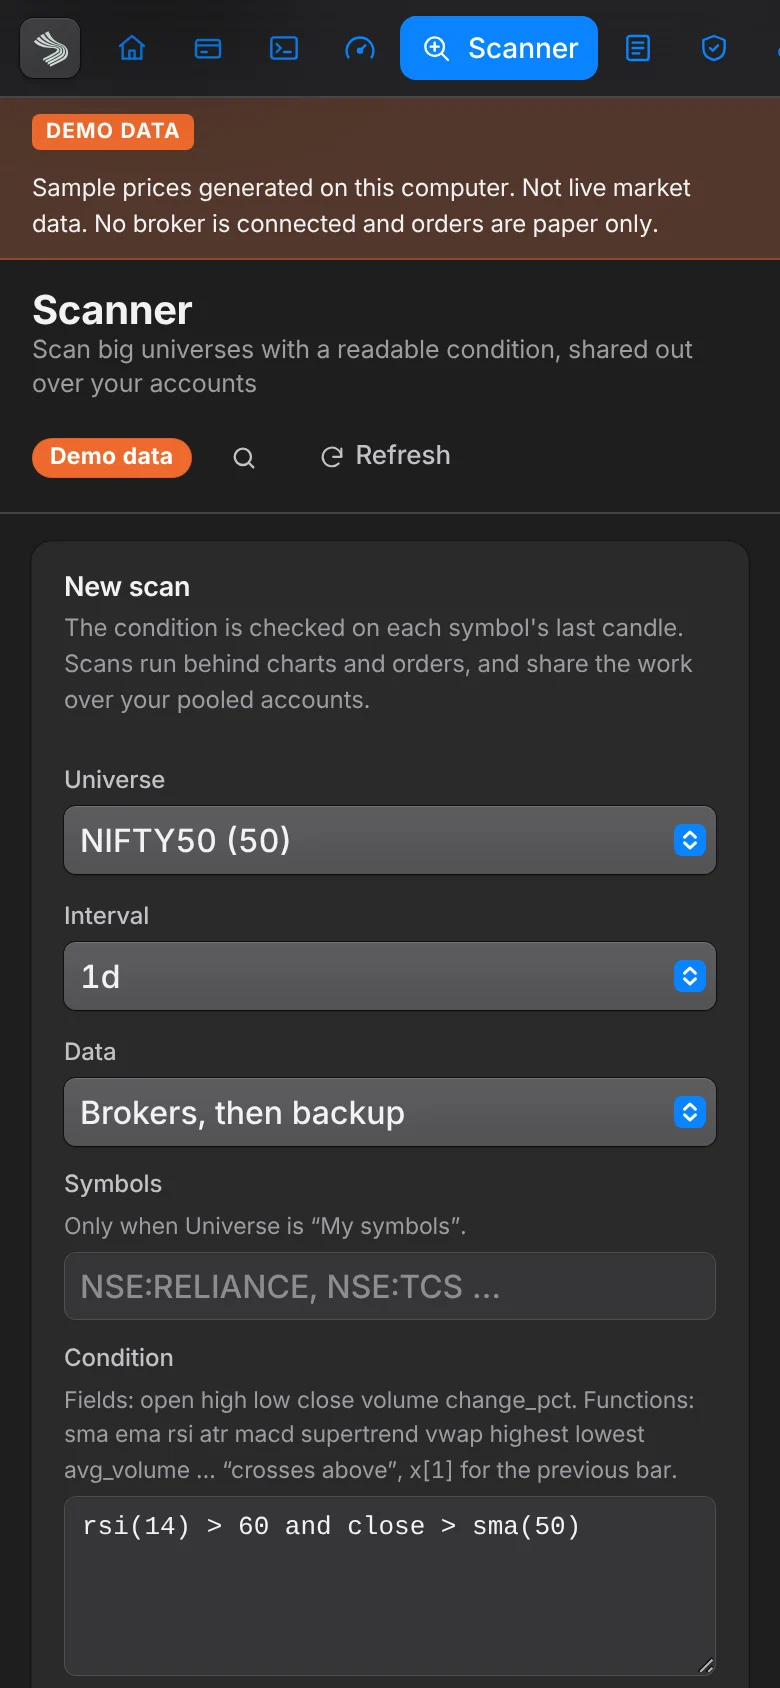 Scanner
DEMO DATA
Sample prices generated on this computer. Not live market
data. No broker is connected and orders are paper only.
Scanner
Scan big universes with a readable condition, shared out
over your accounts
Demo data
Refresh
New scan
The condition is checked on each symbol's last candle.
Scans run behind charts and orders, and share the work
over your pooled accounts.
Universe
NIFTY50 (50)
Interval
1d
Data
Brokers, then backup
Symbols
Only when Universe is “My symbols”.
NSE:RELIANCE, NSE:TCS ...
Condition
Fields: open high low close volume change_pct. Functions:
sma ema rsi atr macd supertrend vwap highest lowest
avg_volume ... “crosses above”, x[1] for the previous bar.
rsi(14) > 60 and close > sma(50)